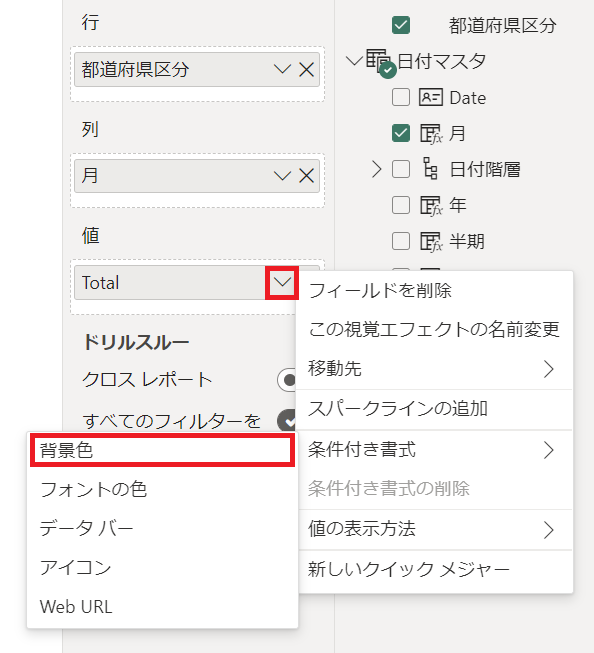 行
都道府県区分
列
月
値
Total
ドリルスルー
クロス レポート
すべてのフィルターを
都道府県区分
日付マスタ
Date
月
日付階層
年
半期
フィールドを削除
この視覚エフェクトの名前変更
移動先
スパークラインの追加
条件付き書式
条件付き書式の削除
値の表示方法
新しいクイック メジャー
背景色
フォントの色
データ バー
アイコン
Web URL